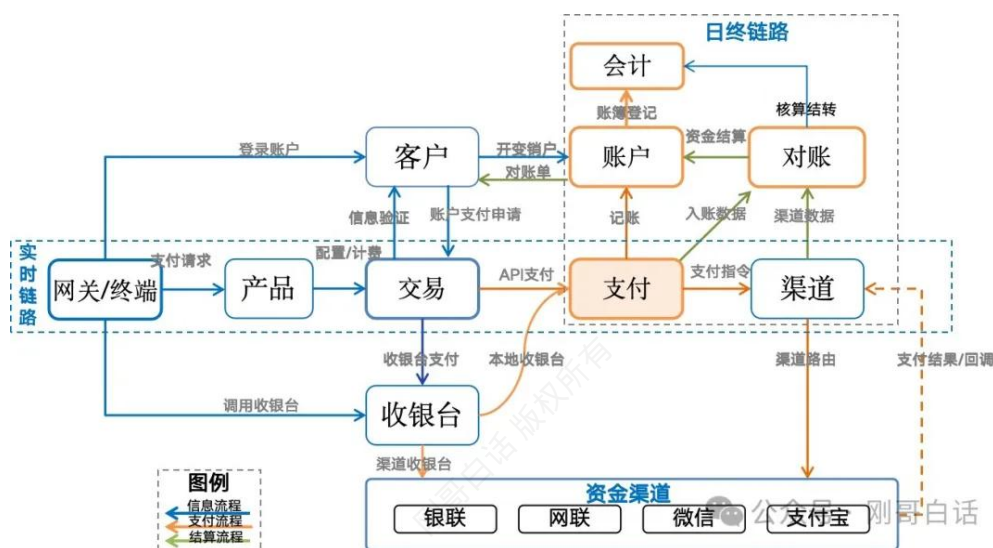 日终链路
会计
账簿登记
核算结转
登录账户
客户
开变销户
对账单
账户
资金结算
对账
信息验证
账户支付申请
记账
入账数据
渠道数据
实时链路
支付请求
配置/计费
API支付
支付指令
网关/终端
产品
交易
支付
渠道
收银台支付
本地收银台
渠道路由
支付结果/回调
调用收银台
收银台
渠道收银台
刚哥白话 版权所有
图例
信息流程
支付流程
结算流程
资金渠道
银联
网联
微信
支付宝
公众号 · 刚哥白话